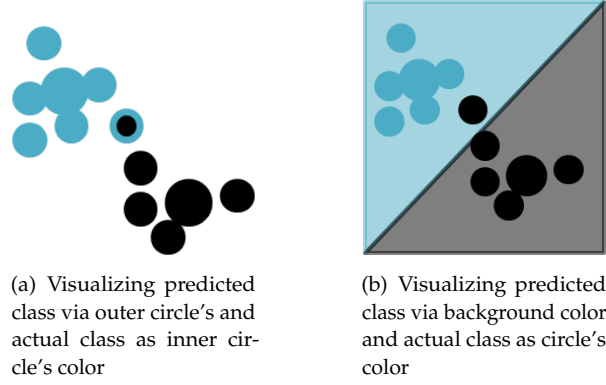 (a) Visualizing predicted
class via outer circle's and
actual class as inner cir-
cle's color
(b) Visualizing predicted
class via background color
and actual class as circle's
color